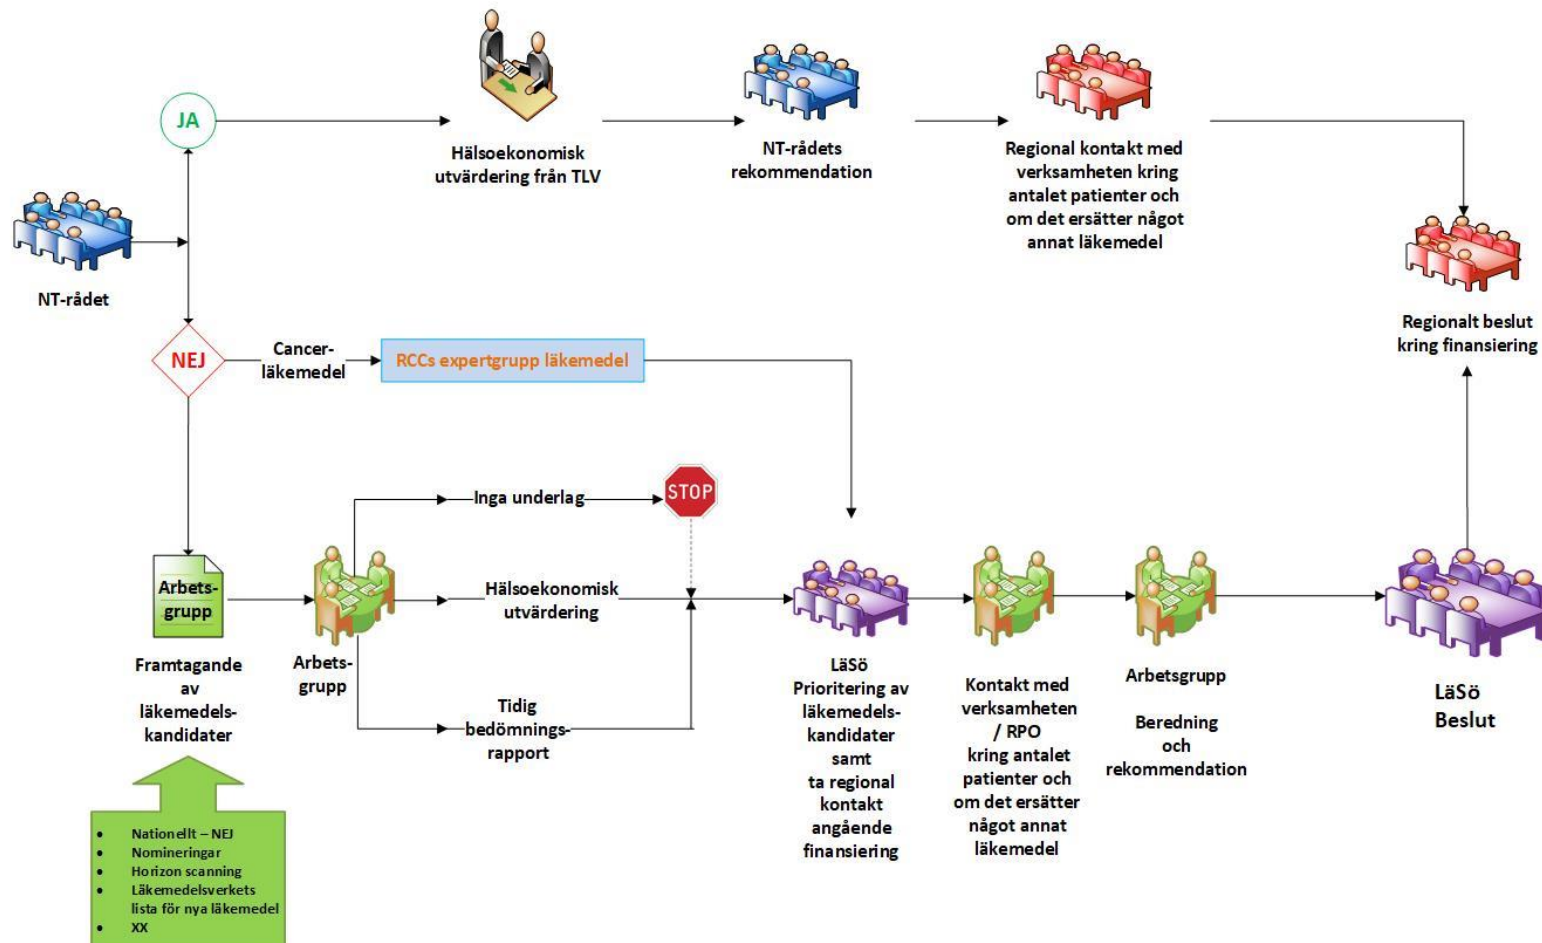 JA
Hälsoekonomisk
utvärdering från TLV
NT-rådets
rekommendation
Regional kontakt med
verksamheten kring
antalet patienter och
om det ersätter något
annat läkemedel
NT-rådet
Regionalt beslut
kring finansiering
NEJ
Cancer-
läkemedel
RCCs expertgrupp läkemedel
Inga underlag
STOP
Arbets-
grupp
Framtagande
av
läkemedels-
kandidater
Arbets-
grupp
Hälsoekonomisk
utvärdering
Tidig
bedömnings-
rapport
LäSö
Prioritering av
läkemedels-
kandidater
samt
ta regional
kontakt
angående
finansiering
Kontakt med
verksamheten
/ RPO
kring antalet
patienter och
om det ersätter
något annat
läkemedel
Arbetsgrupp
Beredning
och
rekommendation
LäSö
Beslut
• Nationellt – NEJ
• Nomineringar
• Horizon scanning
• Läkemedelsverkets
lista för nya läkemedel
• XX